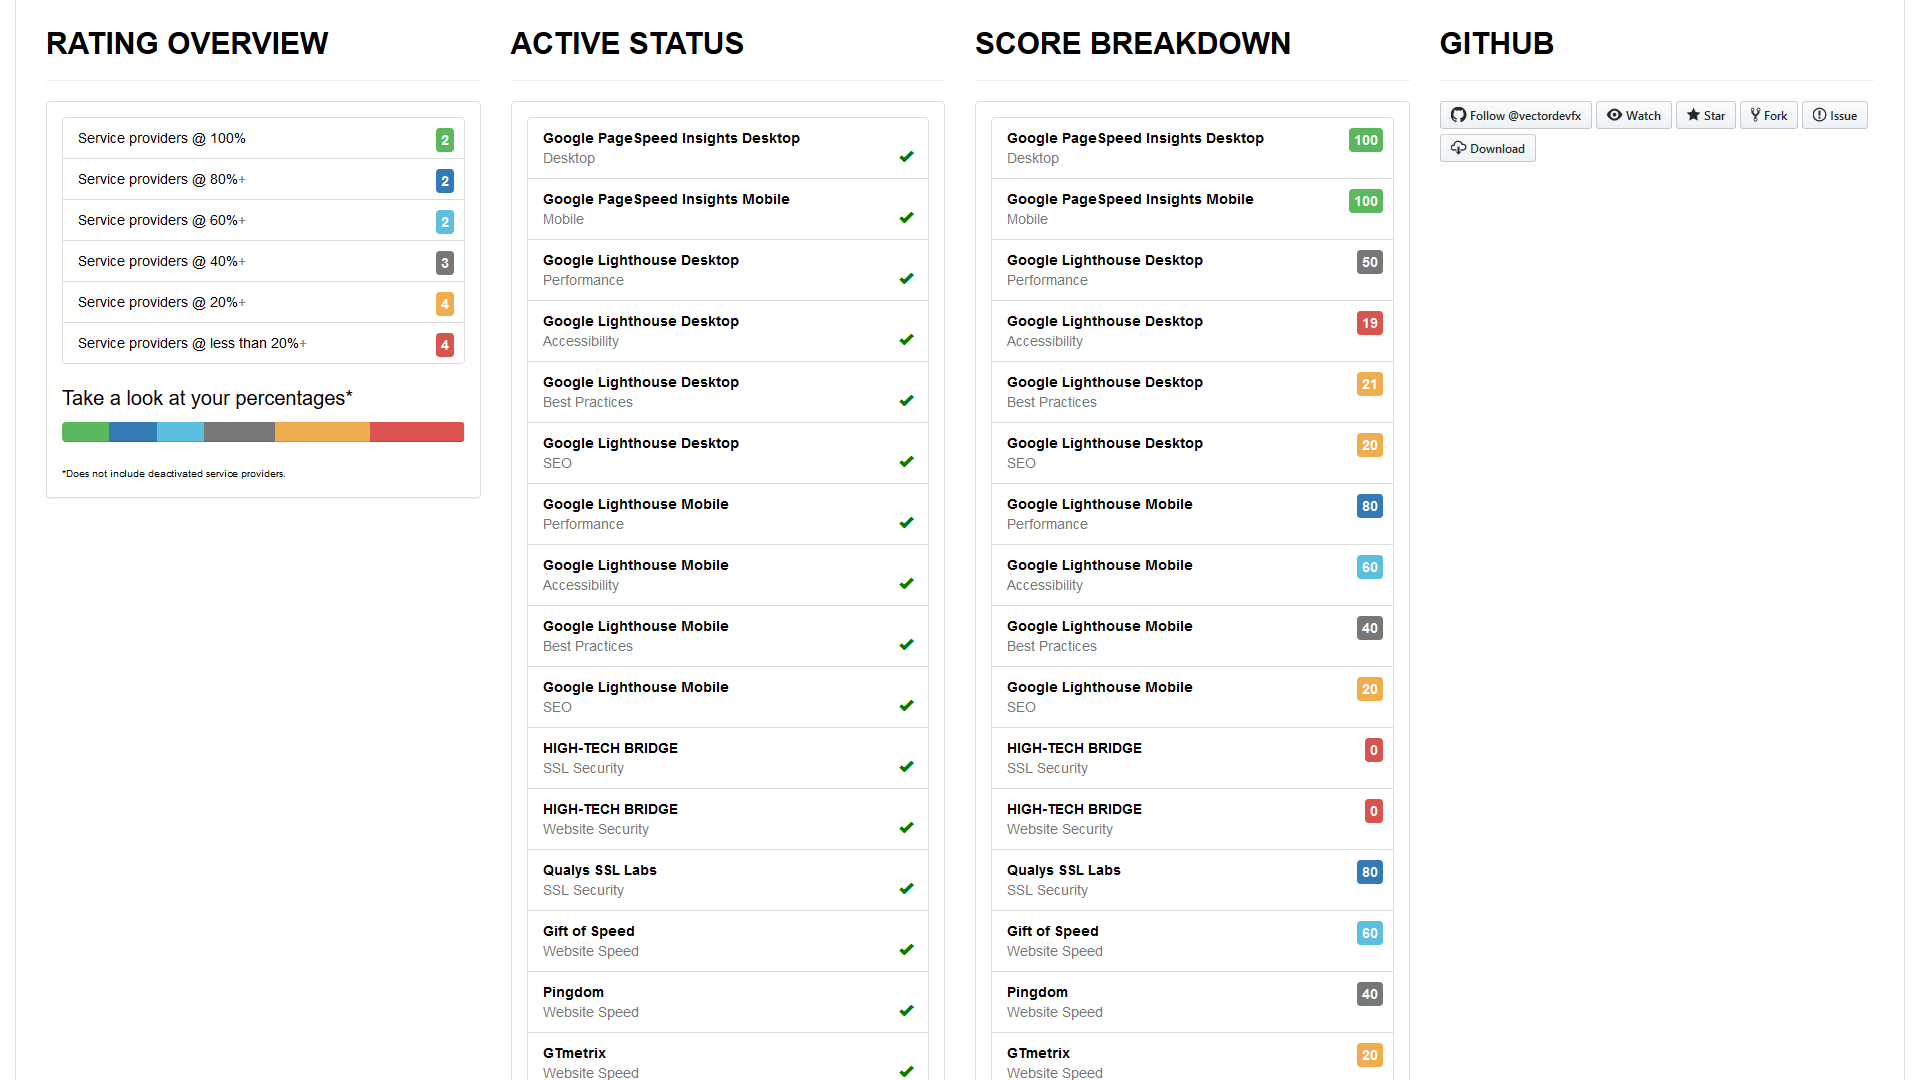 RATING OVERVIEW
Service providers @ 100%
2
Service providers @ 80%+
2
Service providers @ 60%+
2
Service providers @ 40%+
3
Service providers @ 20%+
4
Service providers @ less than 20%+
4
Take a look at your percentages*
*Does not include deactivated service providers.
ACTIVE STATUS
Google PageSpeed Insights Desktop
Desktop
Google PageSpeed Insights Mobile
Mobile
Google Lighthouse Desktop
Performance
Google Lighthouse Desktop
Accessibility
Google Lighthouse Desktop
Best Practices
Google Lighthouse Desktop
SEO
Google Lighthouse Mobile
Performance
Google Lighthouse Mobile
Accessibility
Google Lighthouse Mobile
Best Practices
Google Lighthouse Mobile
SEO
HIGH-TECH BRIDGE
SSL Security
HIGH-TECH BRIDGE
Website Security
Qualys SSL Labs
SSL Security
Gift of Speed
Website Speed
Pingdom
Website Speed
GTmetrix
Website Speed
SCORE BREAKDOWN
Google PageSpeed Insights Desktop
100
Desktop
Google PageSpeed Insights Mobile
100
Mobile
Google Lighthouse Desktop
50
Performance
Google Lighthouse Desktop
19
Accessibility
Google Lighthouse Desktop
21
Best Practices
Google Lighthouse Desktop
20
SEO
Google Lighthouse Mobile
80
Performance
Google Lighthouse Mobile
60
Accessibility
Google Lighthouse Mobile
40
Best Practices
Google Lighthouse Mobile
20
SEO
HIGH-TECH BRIDGE
0
SSL Security
HIGH-TECH BRIDGE
0
Website Security
Qualys SSL Labs
80
SSL Security
Gift of Speed
60
Website Speed
Pingdom
40
Website Speed
GTmetrix
20
Website Speed
GITHUB
Follow @vectordevfx
Watch
Star
Fork
Issue
Download